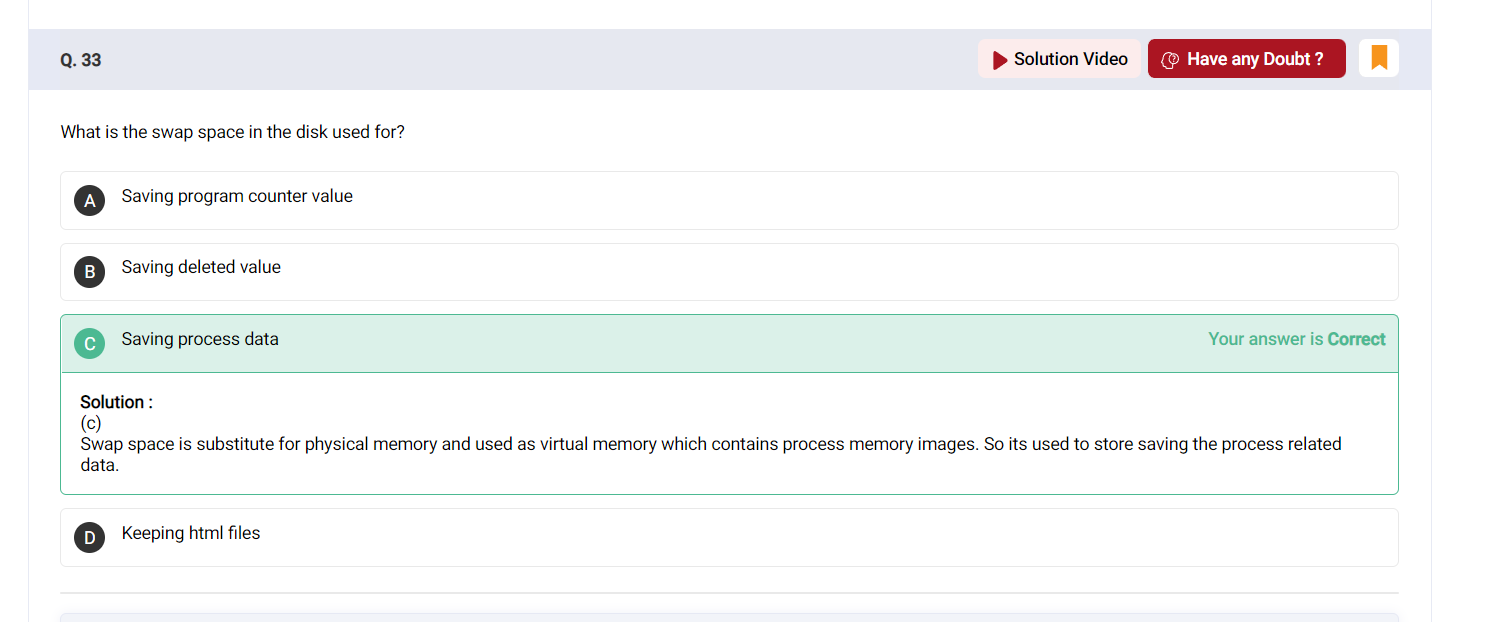 Q. 33
Solution Video
Have any Doubt ?
What is the swap space in the disk used for?
A Saving program counter value
B Saving deleted value
C Saving process data
Your answer is Correct
Solution :
(c)
Swap space is substitute for physical memory and used as virtual memory which contains process memory images. So its used to store saving the process related
data.
D Keeping html files